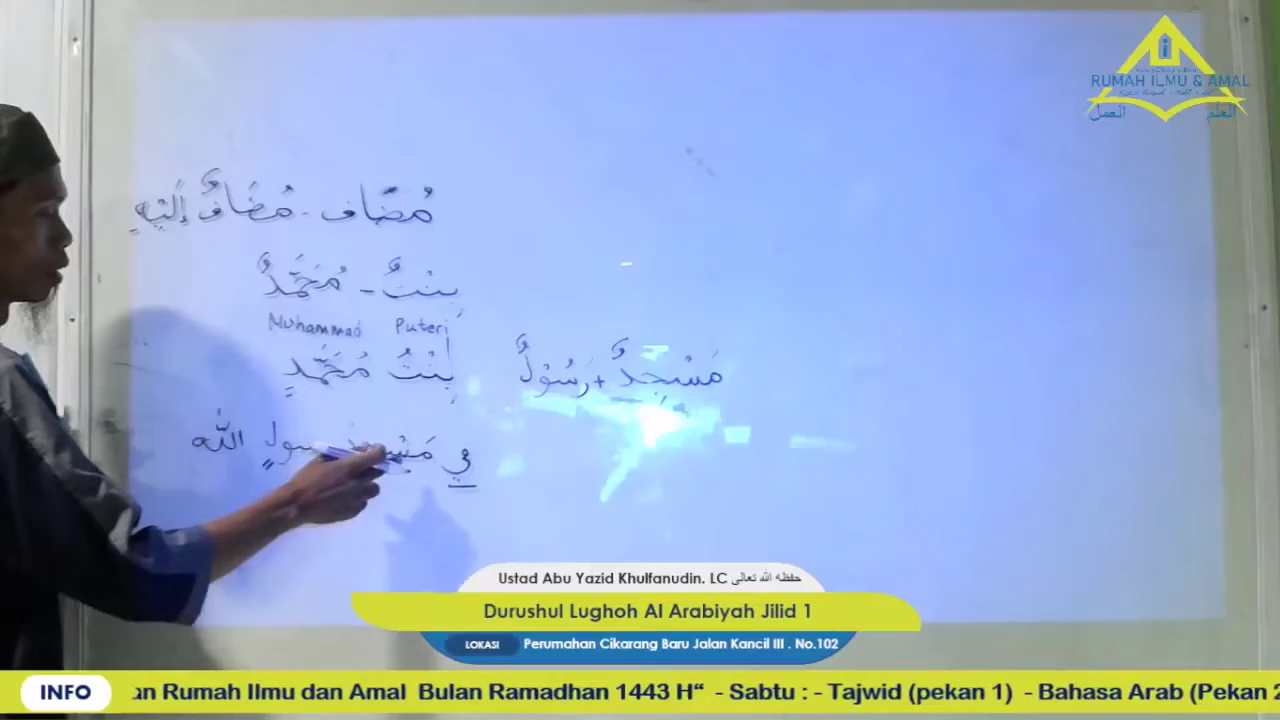 RUMAH ILMU & AMAL
العلم العمل
مُضَاف - مُضَافٌ إِلَيْهِ
بِنْتٌ - مُحَمَّدٌ
Muhammad Puteri
بِنْتُ مُحَمَّدٍ
مَسْجِدٌ + رَسُوْلٌ
فِي
الله
Ustad Abu Yazid Khulfanudin. LC حفظه الله تعالى
Durushul Lughoh Al Arabiyah Jilid 1
LOKASI Perumahan Cikarang Baru Jalan Kancil III . No.102
INFO an Rumah Ilmu dan Amal Bulan Ramadhan 1443 H“ - Sabtu : - Tajwid (pekan 1) - Bahasa Arab (Pekan 2